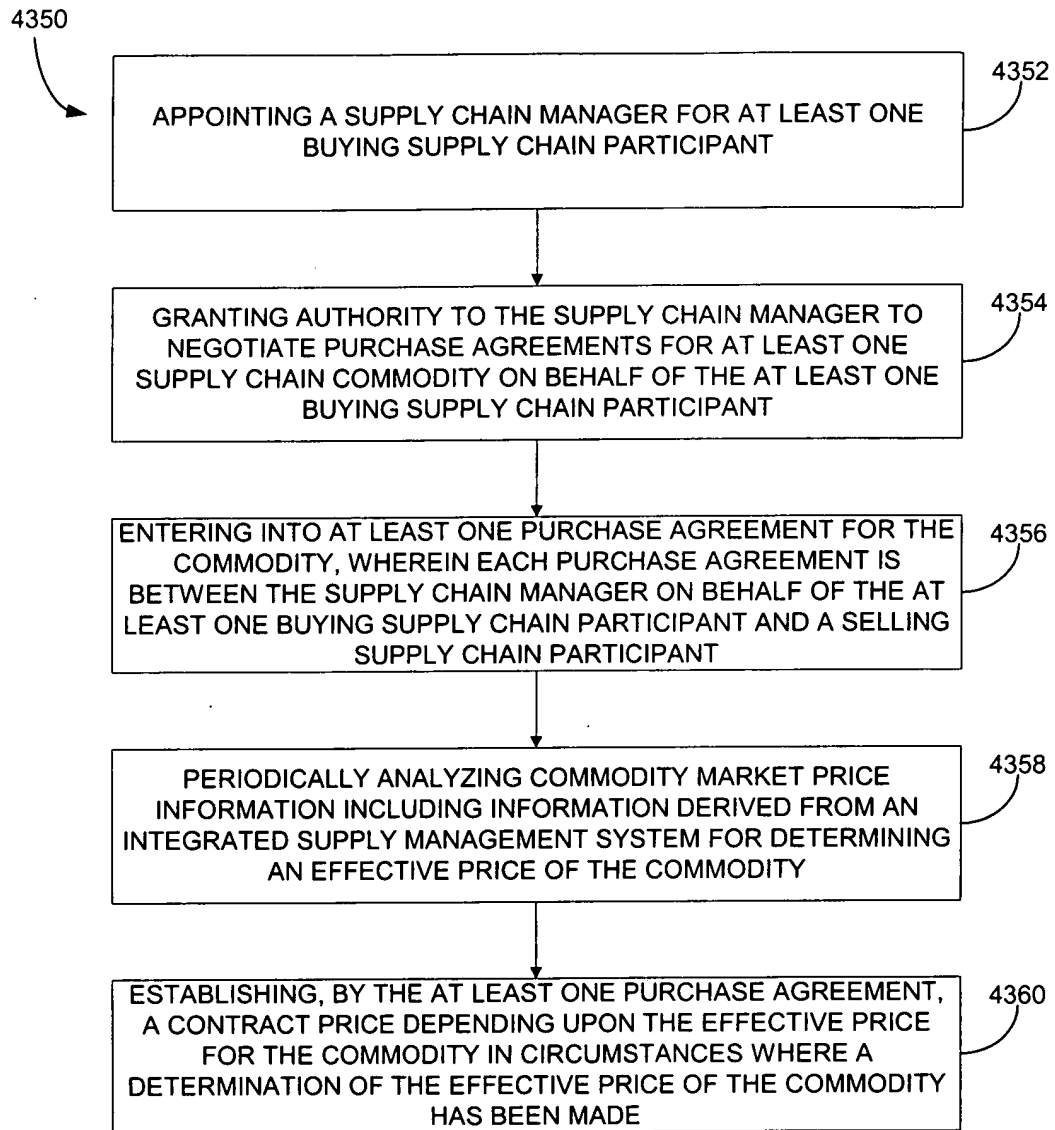 4350
4352
APPOINTING A SUPPLY CHAIN MANAGER FOR AT LEAST ONE
BUYING SUPPLY CHAIN PARTICIPANT
4354
GRANTING AUTHORITY TO THE SUPPLY CHAIN MANAGER TO
NEGOTIATE PURCHASE AGREEMENTS FOR AT LEAST ONE
SUPPLY CHAIN COMMODITY ON BEHALF OF THE AT LEAST ONE
BUYING SUPPLY CHAIN PARTICIPANT
4356
ENTERING INTO AT LEAST ONE PURCHASE AGREEMENT FOR THE
COMMODITY, WHEREIN EACH PURCHASE AGREEMENT IS
BETWEEN THE SUPPLY CHAIN MANAGER ON BEHALF OF THE AT
LEAST ONE BUYING SUPPLY CHAIN PARTICIPANT AND A SELLING
SUPPLY CHAIN PARTICIPANT
4358
PERIODICALLY ANALYZING COMMODITY MARKET PRICE
INFORMATION INCLUDING INFORMATION DERIVED FROM AN
INTEGRATED SUPPLY MANAGEMENT SYSTEM FOR DETERMINING
AN EFFECTIVE PRICE OF THE COMMODITY
4360
ESTABLISHING, BY THE AT LEAST ONE PURCHASE AGREEMENT,
A CONTRACT PRICE DEPENDING UPON THE EFFECTIVE PRICE
FOR THE COMMODITY IN CIRCUMSTANCES WHERE A
DETERMINATION OF THE EFFECTIVE PRICE OF THE COMMODITY
HAS BEEN MADE